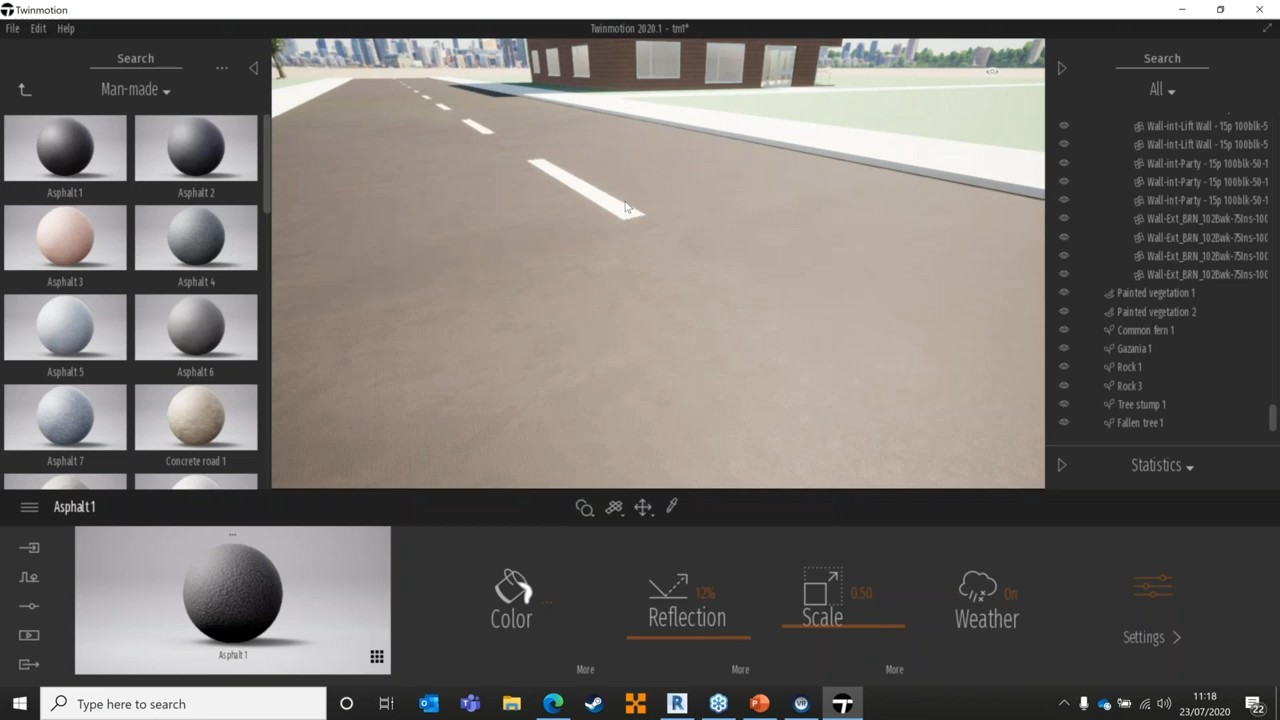 Twinmotion
File Edit Help
Twinmotion 2020.1 - tm1*
Search
...
Man-made
Asphalt 1
Asphalt 2
Asphalt 3
Asphalt 4
Asphalt 5
Asphalt 6
Asphalt 7
Concrete road 1
Search
All
Wall-int-Lift Wall - 15p 100blk-5
Wall-int-Lift Wall - 15p 100blk-5
Wall-int-Party - 15p 100blk-50-1
Wall-int-Party - 15p 100blk-50-1
Wall-int-Party - 15p 100blk-50-1
Wall-Ext_BRN_102Bwk-75Ins-10C
Wall-Ext_BRN_102Bwk-75Ins-10C
Wall-Ext_BRN_102Bwk-75Ins-10C
Wall-Ext_BRN_102Bwk-75Ins-10C
Painted vegetation 1
Painted vegetation 2
Common fern 1
Gazania 1
Rock 1
Rock 3
Tree stump 1
Fallen tree 1
Statistics
Asphalt 1
...
Asphalt 1
Color ...
12%
Reflection
0.50
Scale
On
Weather
Settings
More
More
More
Type here to search
11:18
23/07/2020
22